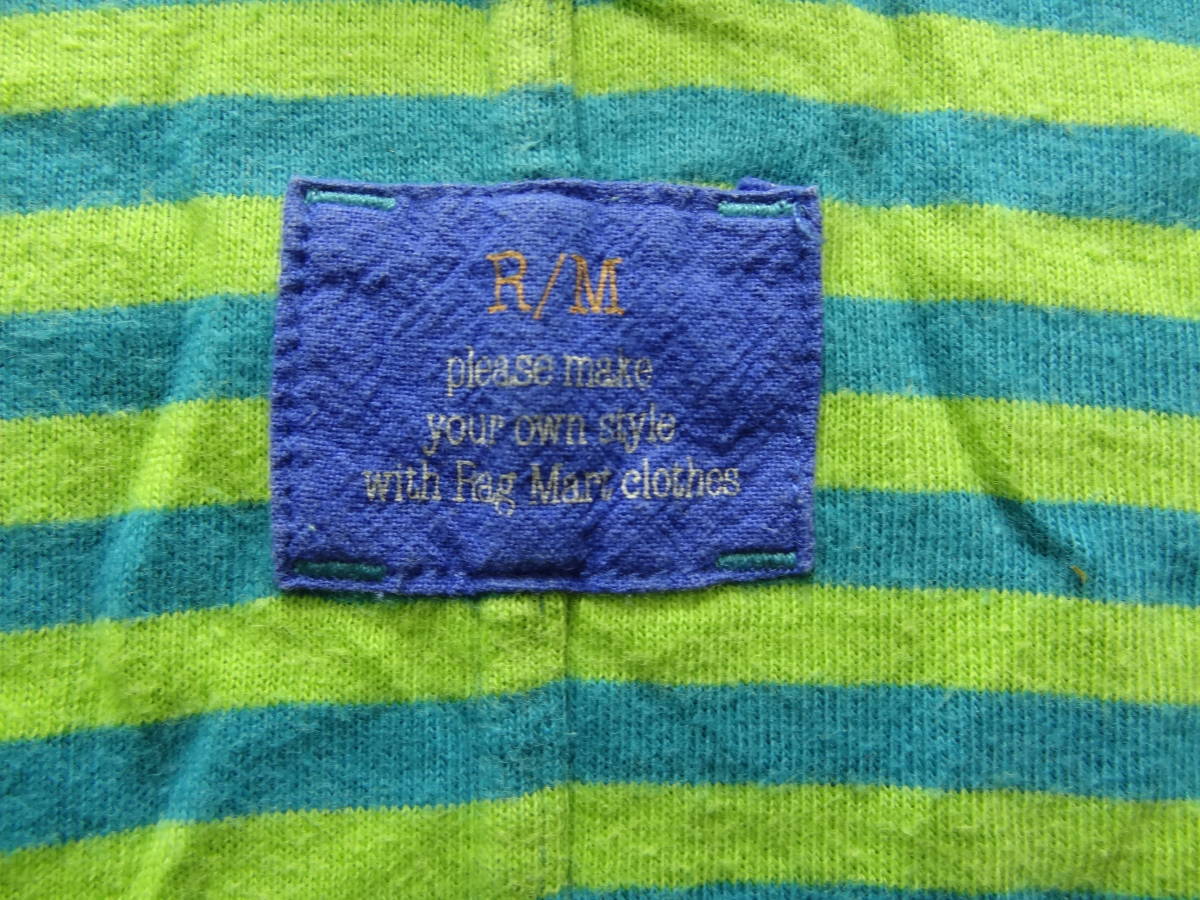 R/M
please make
your own style
with Rag Mart clothes